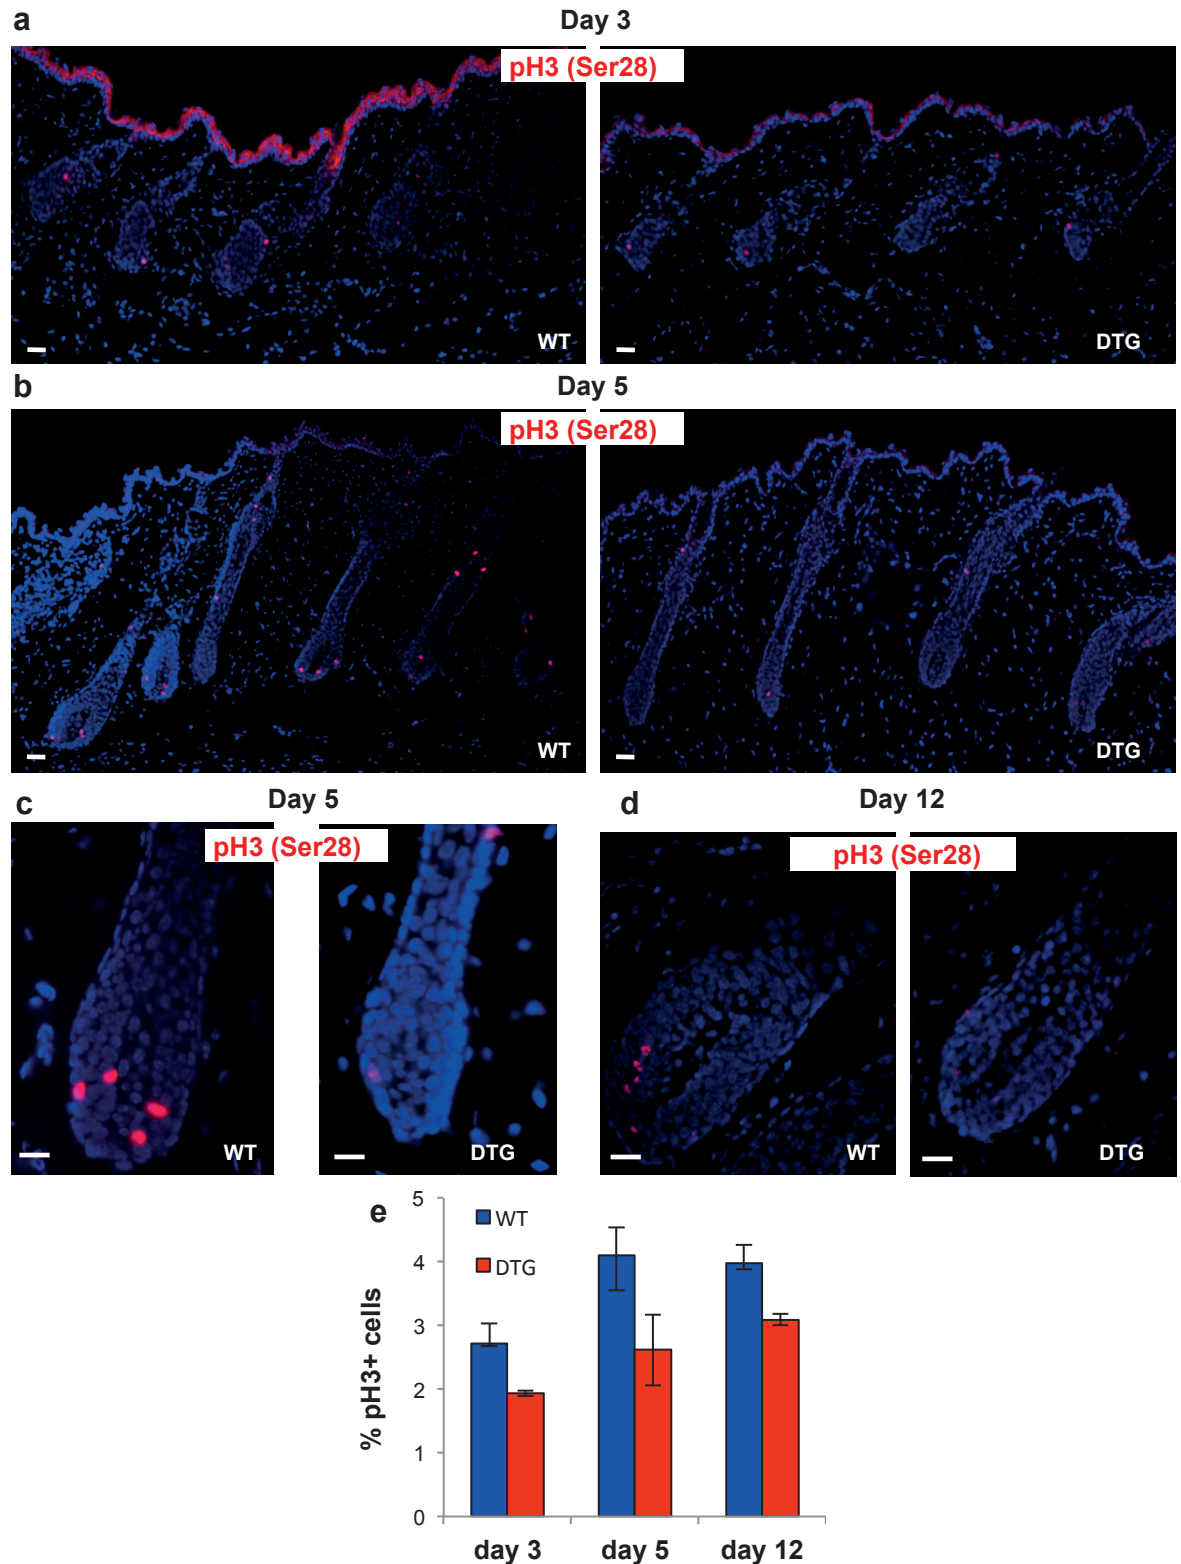 a
Day 3
pH3 (Ser28)
WT
DTG
b
Day 5
pH3 (Ser28)
WT
DTG
c
Day 5
pH3 (Ser28)
WT
DTG
d
Day 12
pH3 (Ser28)
WT
DTG
e
WT
DTG
% pH3+ cells
5
4
3
2
1
0
day 3
day 5
day 12